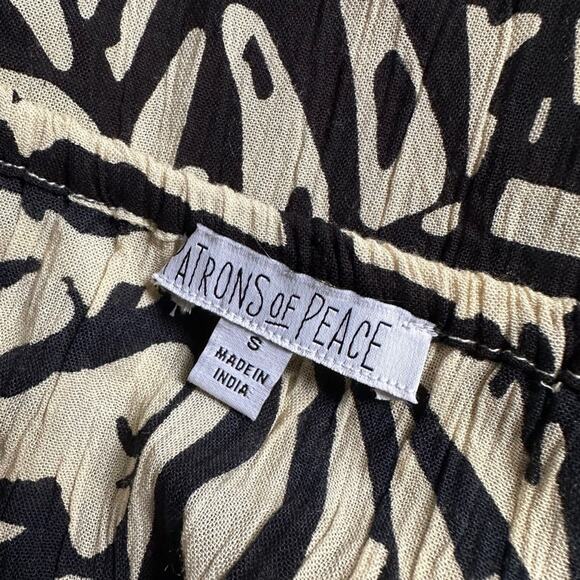 ATRONS OF PEACE
S
MADE IN
INDIA